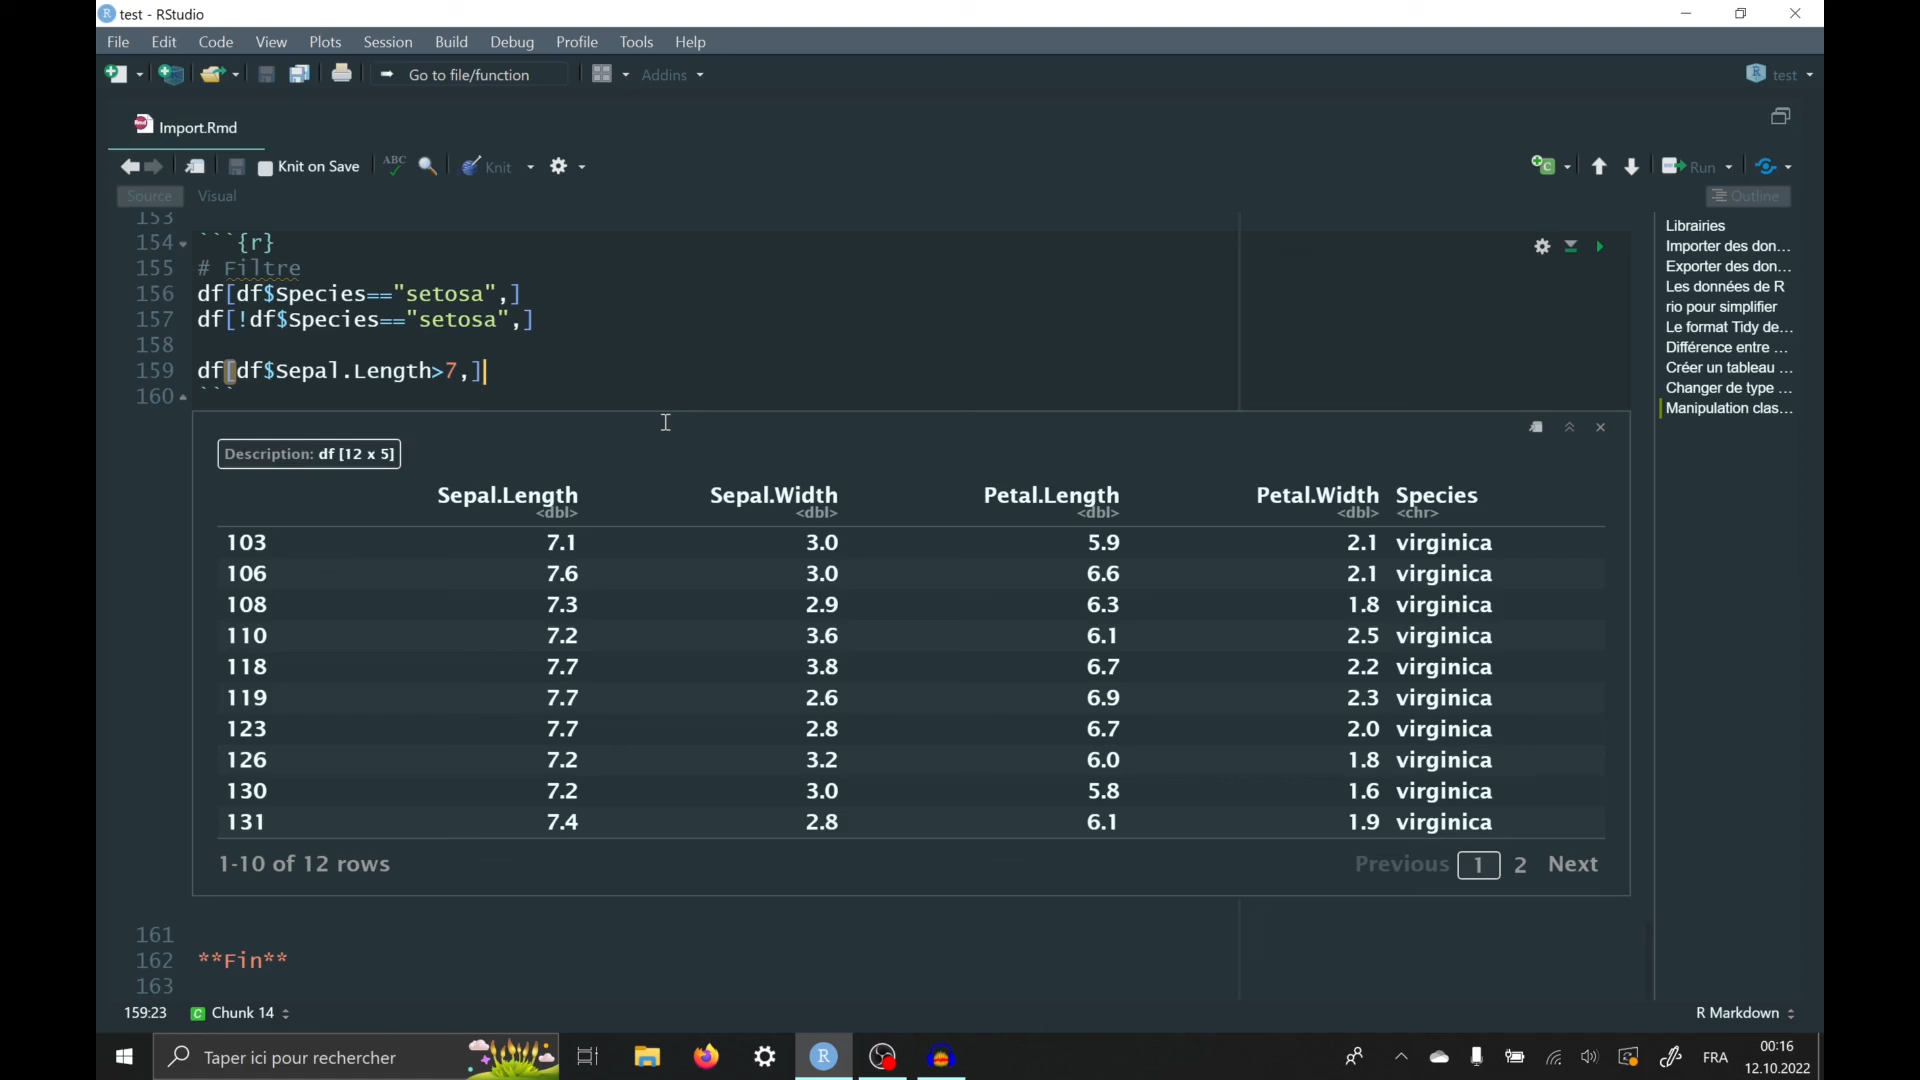 test - RStudio
File Edit Code View Plots Session Build Debug Profile Tools Help
Go to file/function Addins test
Import.Rmd
Knit on Save ABC Knit Run
Source Visual Outline
153
154 ```{r}
155 # Filtre
156 df[df$Species=="setosa",]
157 df[!df$Species=="setosa",]
158
159 df[df$Sepal.Length>7,]
160 ```
Librairies
Importer des don...
Exporter des don...
Les données de R
rio pour simplifier
Le format Tidy de...
Différence entre ...
Créer un tableau ...
Changer de type ...
Manipulation clas...
Description: df [12 x 5]
Sepal.Length Sepal.Width Petal.Length Petal.Width Species
<dbl> <dbl> <dbl> <dbl> <chr>
103 7.1 3.0 5.9 2.1 virginica
106 7.6 3.0 6.6 2.1 virginica
108 7.3 2.9 6.3 1.8 virginica
110 7.2 3.6 6.1 2.5 virginica
118 7.7 3.8 6.7 2.2 virginica
119 7.7 2.6 6.9 2.3 virginica
123 7.7 2.8 6.7 2.0 virginica
126 7.2 3.2 6.0 1.8 virginica
130 7.2 3.0 5.8 1.6 virginica
131 7.4 2.8 6.1 1.9 virginica
1-10 of 12 rows Previous 1 2 Next
161
162 **Fin**
163
159:23 Chunk 14 R Markdown
Taper ici pour rechercher FRA 00:16
12.10.2022